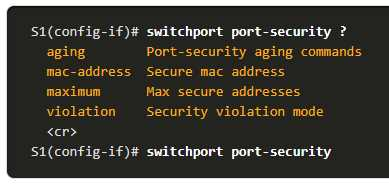 S1(config-if)# switchport port-security ?
aging Port-security aging commands
mac-address Secure mac address
maximum Max secure addresses
violation Security violation mode
<cr>
S1(config-if)# switchport port-security